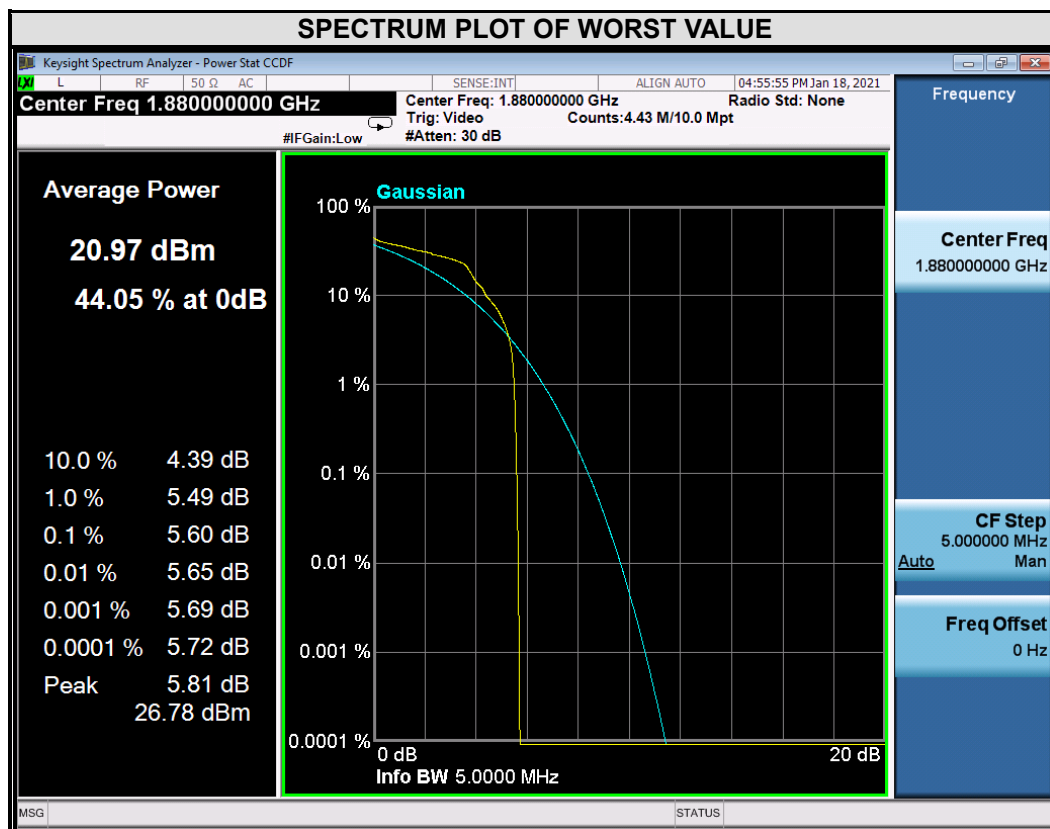 SPECTRUM PLOT OF WORST VALUE
Keysight Spectrum Analyzer - Power Stat CCDF
LXI L RF 50 Ω AC SENSE:INT ALIGN AUTO 04:55:55 PM Jan 18, 2021
Center Freq 1.880000000 GHz
Center Freq: 1.880000000 GHz Radio Std: None
Trig: Video Counts:4.43 M/10.0 Mpt
#IFGain:Low #Atten: 30 dB
Frequency
Average Power
20.97 dBm
44.05 % at 0dB
10.0 % 4.39 dB
1.0 % 5.49 dB
0.1 % 5.60 dB
0.01 % 5.65 dB
0.001 % 5.69 dB
0.0001 % 5.72 dB
Peak 5.81 dB
26.78 dBm
Gaussian
100 %
10 %
1 %
0.1 %
0.01 %
0.001 %
0.0001 %
0 dB 20 dB
Info BW 5.0000 MHz
Center Freq
1.880000000 GHz
CF Step
5.000000 MHz
Auto Man
Freq Offset
0 Hz
MSG STATUS